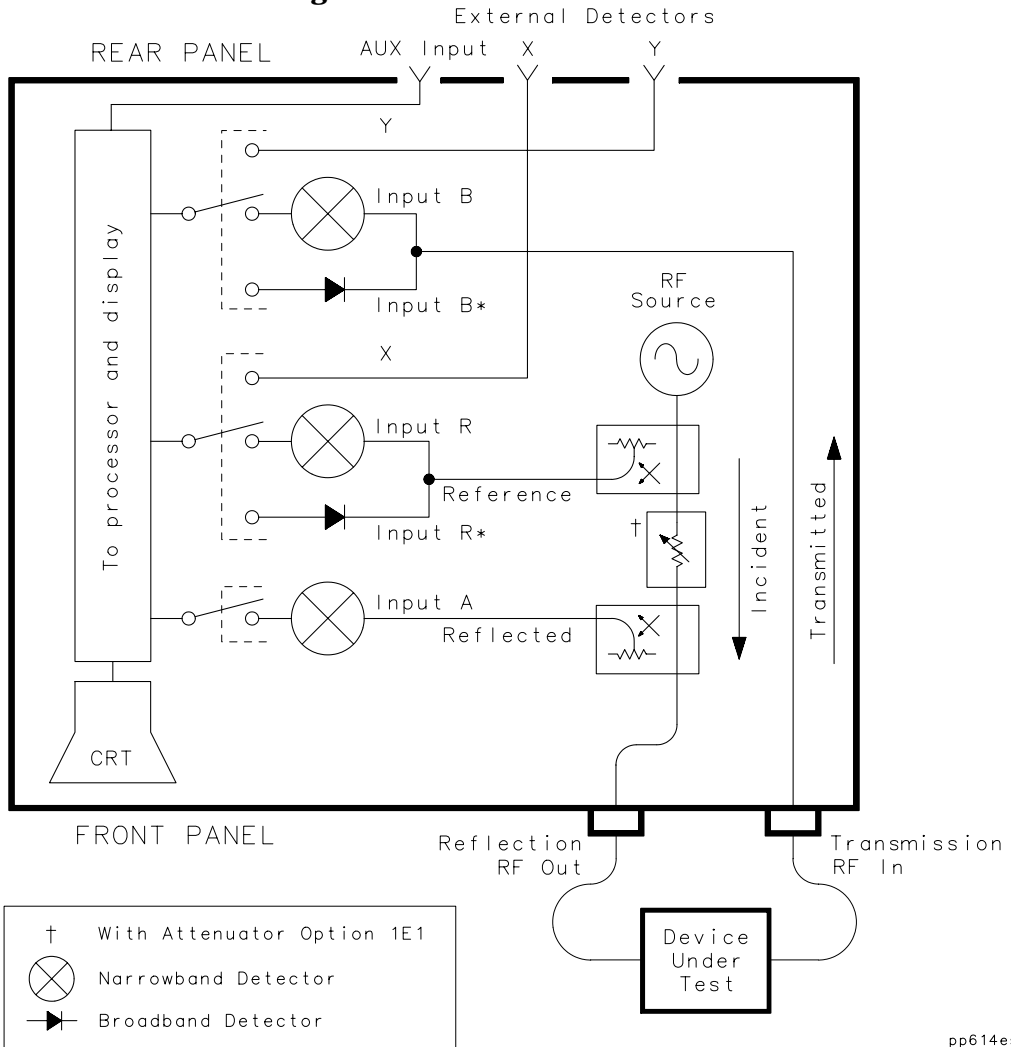 External Detectors
REAR PANEL
AUX Input X Y
Y
Input B
Input B*
RF
Source
X
Input R
Reference
Input R*
†
Input A
Reflected
To processor and display
Incident
Transmitted
CRT
FRONT PANEL
Reflection
RF Out
Transmission
RF In
Device
Under
Test
† With Attenuator Option 1E1
Narrowband Detector
Broadband Detector